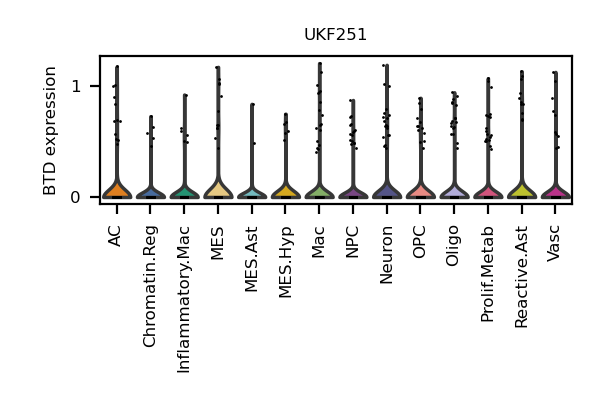 UKF251
BTD expression
1
0
AC
Chromatin.Reg
Inflammatory.Mac
MES
MES.Ast
MES.Hyp
Mac
NPC
Neuron
OPC
Oligo
Prolif.Metab
Reactive.Ast
Vasc